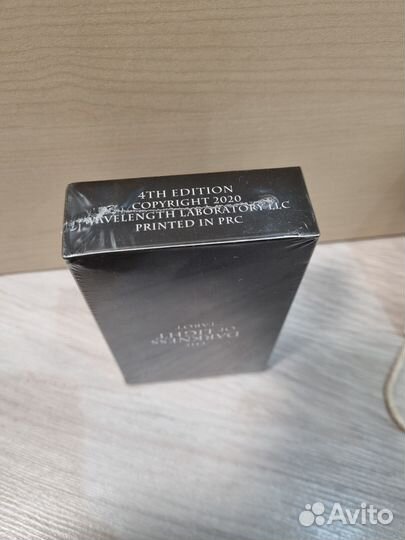 4TH EDITION
COPYRIGHT 2020
WAVELENGTH LABORATORY LLC
PRINTED IN PRC
THE
DARKNESS
OF LIGHT
TAROT
Avito